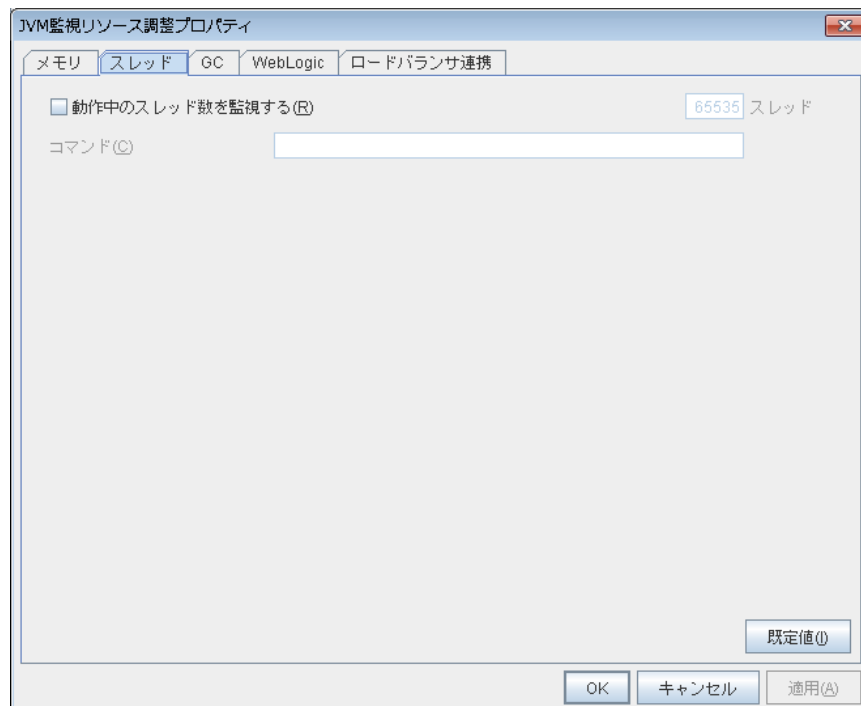 JVM監視リソース調整プロパティ
メモリ スレッド GC WebLogic ロードバランサ連携
動作中のスレッド数を監視する(R) 65535 スレッド
コマンド(C)
既定値(I)
OK キャンセル 適用(A)